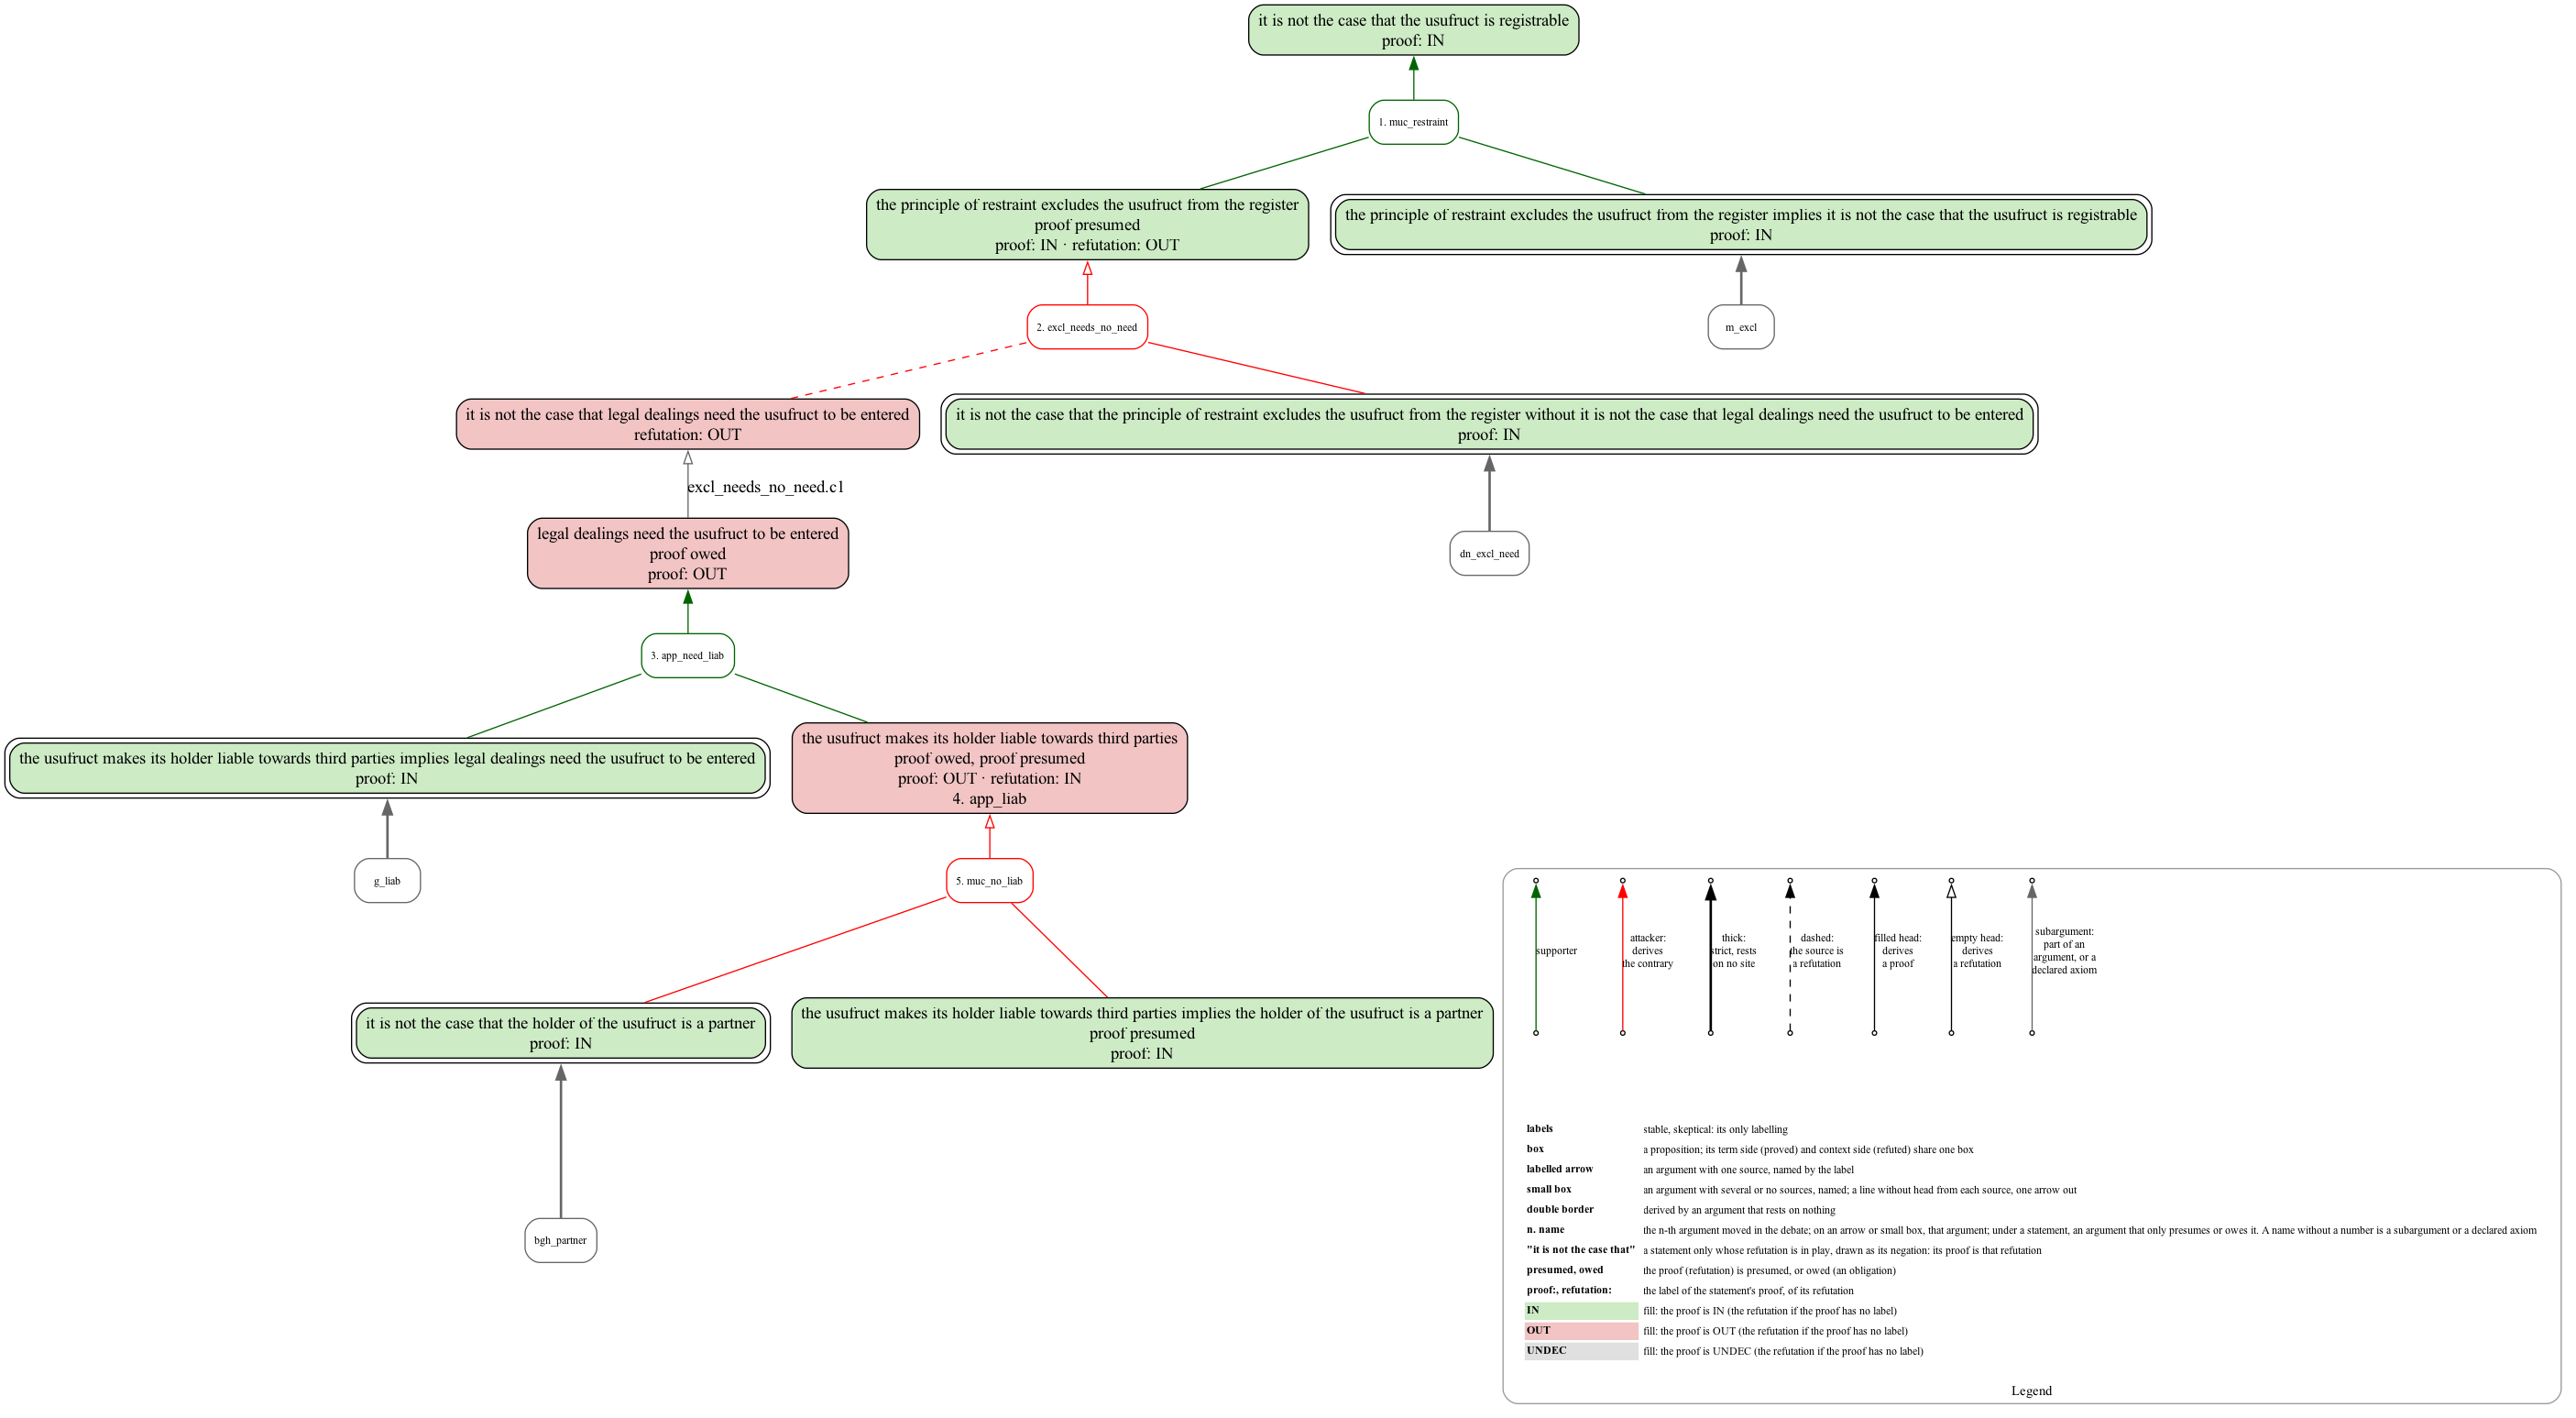 it is not the case that the usufruct is registrable
proof: IN
1. muc_restraint
the principle of restraint excludes the usufruct from the register
proof presumed
proof: IN · refutation: OUT
the principle of restraint excludes the usufruct from the register implies it is not the case that the usufruct is registrable
proof: IN
2. excl_needs_no_need
m_excl
it is not the case that legal dealings need the usufruct to be entered
refutation: OUT
it is not the case that the principle of restraint excludes the usufruct from the register without it is not the case that legal dealings need the usufruct to be entered
proof: IN
excl_needs_no_need.c1
legal dealings need the usufruct to be entered
proof owed
proof: OUT
dn_excl_need
3. app_need_liab
the usufruct makes its holder liable towards third parties implies legal dealings need the usufruct to be entered
proof: IN
the usufruct makes its holder liable towards third parties
proof owed, proof presumed
proof: OUT · refutation: IN
4. app_liab
g_liab
5. muc_no_liab
it is not the case that the holder of the usufruct is a partner
proof: IN
the usufruct makes its holder liable towards third parties implies the holder of the usufruct is a partner
proof presumed
proof: IN
bgh_partner
supporter
attacker:
derives
the contrary
thick:
strict, rests
on no site
dashed:
the source is
a refutation
filled head:
derives
a proof
empty head:
derives
a refutation
subargument:
part of an
argument, or a
declared axiom
labels stable, skeptical: its only labelling
box a proposition; its term side (proved) and context side (refuted) share one box
labelled arrow an argument with one source, named by the label
small box an argument with several or no sources, named; a line without head from each source, one arrow out
double border derived by an argument that rests on nothing
n. name the n-th argument moved in the debate; on an arrow or small box, that argument; under a statement, an argument that only presumes or owes it. A name without a number is a subargument or a declared axiom
"it is not the case that" a statement only whose refutation is in play, drawn as its negation: its proof is that refutation
presumed, owed the proof (refutation) is presumed, or owed (an obligation)
proof:, refutation: the label of the statement's proof, of its refutation
IN fill: the proof is IN (the refutation if the proof has no label)
OUT fill: the proof is OUT (the refutation if the proof has no label)
UNDEC fill: the proof is UNDEC (the refutation if the proof has no label)
Legend